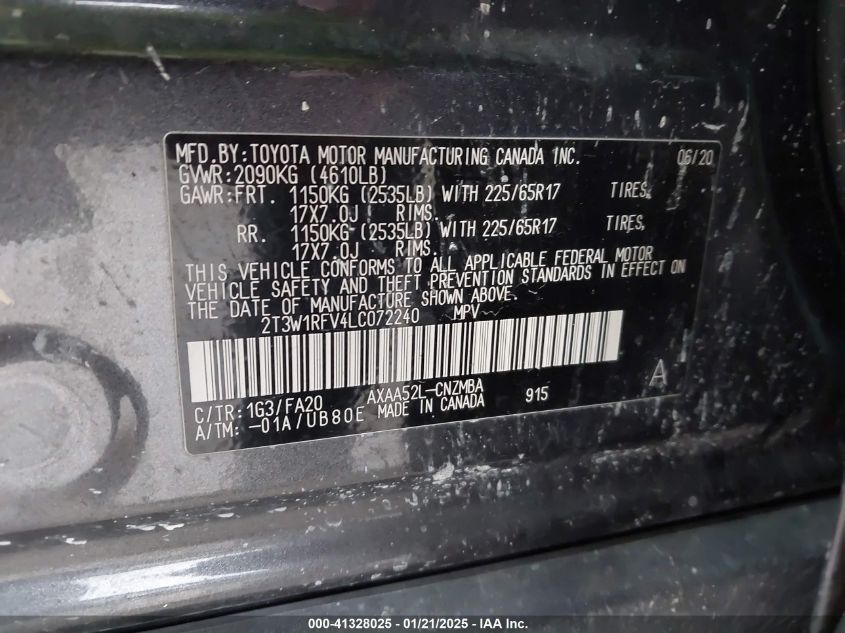 MFD.BY:TOYOTA MOTOR MANUFACTURING CANADA INC. 06/20
GVWR:2090KG (4610LB)
GAWR:FRT. 1150KG (2535LB) WITH 225/65R17 TIRES,
17X7.0J RIMS.
RR. 1150KG (2535LB) WITH 225/65R17 TIRES,
17X7.0J RIMS.
THIS VEHICLE CONFORMS TO ALL APPLICABLE FEDERAL MOTOR
VEHICLE SAFETY AND THEFT PREVENTION STANDARDS IN EFFECT ON
THE DATE OF MANUFACTURE SHOWN ABOVE.
2T3W1RFV4LC072240 MPV
A
C/TR:1G3/FA20 AXAA52L-CNZMBA 915
A/TM:-01A/UB80E MADE IN CANADA
000-41328025 - 01/21/2025 - IAA Inc.